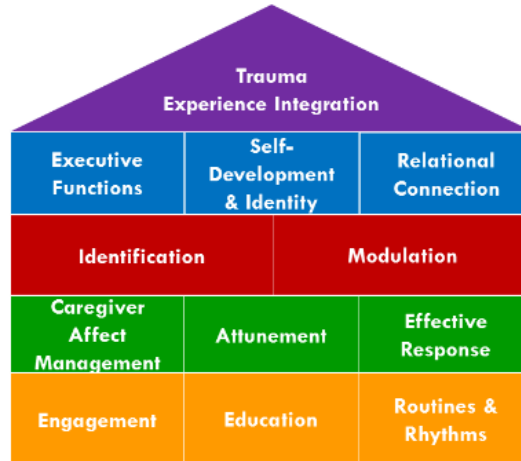 Trauma
Experience Integration
Executive
Functions
Self-
Development
& Identity
Relational
Connection
Identification
Modulation
Caregiver
Affect
Management
Attunement
Effective
Response
Engagement
Education
Routines &
Rhythms